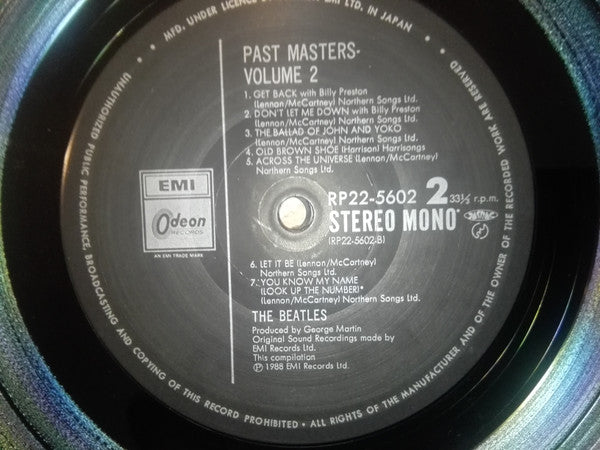 MFD. UNDER LICENCE BY EMI LTD. IN JAPAN
UNAUTHORIZED PUBLIC PERFORMANCE, BROADCASTING AND COPYING OF THIS RECORD PROHIBITED • ALL RIGHTS OF THE MANUFACTURER AND OF THE OWNER OF THE RECORDED WORK ARE RESERVED
PAST MASTERS-
VOLUME 2
1. GET BACK with Billy Preston
(Lennon/McCartney) Northern Songs Ltd.
2. DON'T LET ME DOWN with Billy Preston
(Lennon/McCartney) Northern Songs Ltd.
3. THE BALLAD OF JOHN AND YOKO
(Lennon/McCartney) Northern Songs Ltd.
4. OLD BROWN SHOE (Harrison) Harrisongs
5. ACROSS THE UNIVERSE (Lennon/McCartney)
Northern Songs Ltd.
EMI
Odeon
RECORDS
AN EMI TRADE MARK
RP22-5602 2 33⅓ r.p.m.
STEREO MONO*
(RP22-5602-B)
6. LET IT BE (Lennon/McCartney)
Northern Songs Ltd.
7. YOU KNOW MY NAME
(LOOK UP THE NUMBER)*
(Lennon/McCartney) Northern Songs Ltd.
THE BEATLES
Produced by George Martin
Original Sound Recordings made by
EMI Records Ltd.
This compilation
Ⓟ 1988 EMI Records Ltd.